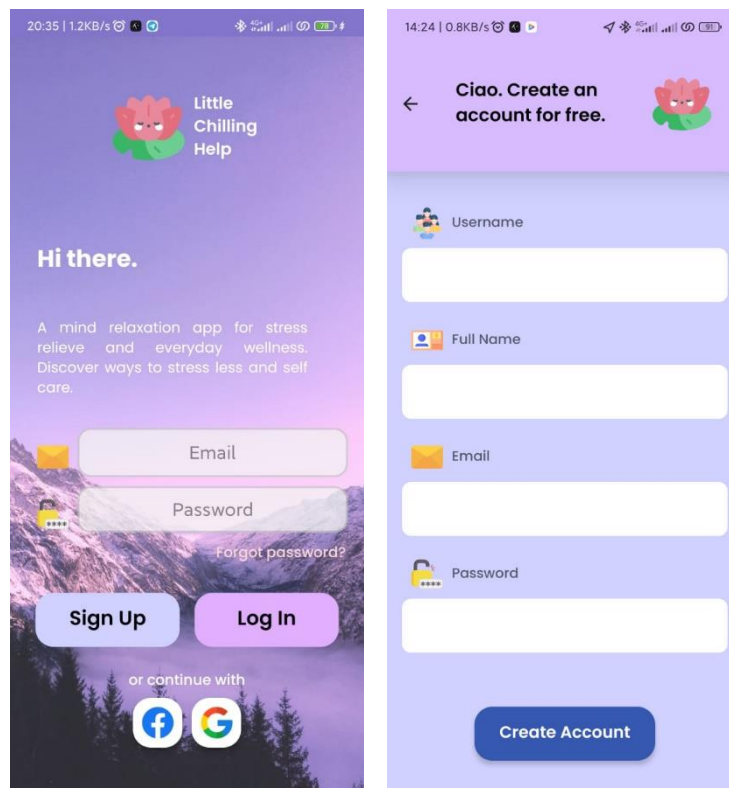 20:35 | 1.2KB/s
4G+
78
Little
Chilling
Help
Hi there.
A mind relaxation app for stress
relieve and everyday wellness.
Discover ways to stress less and self
care.
Email
****
Password
Forgot password?
Sign Up
Log In
or continue with
14:24 | 0.8KB/s
4G+
91
Ciao. Create an
account for free.
Username
Full Name
Email
****
Password
Create Account